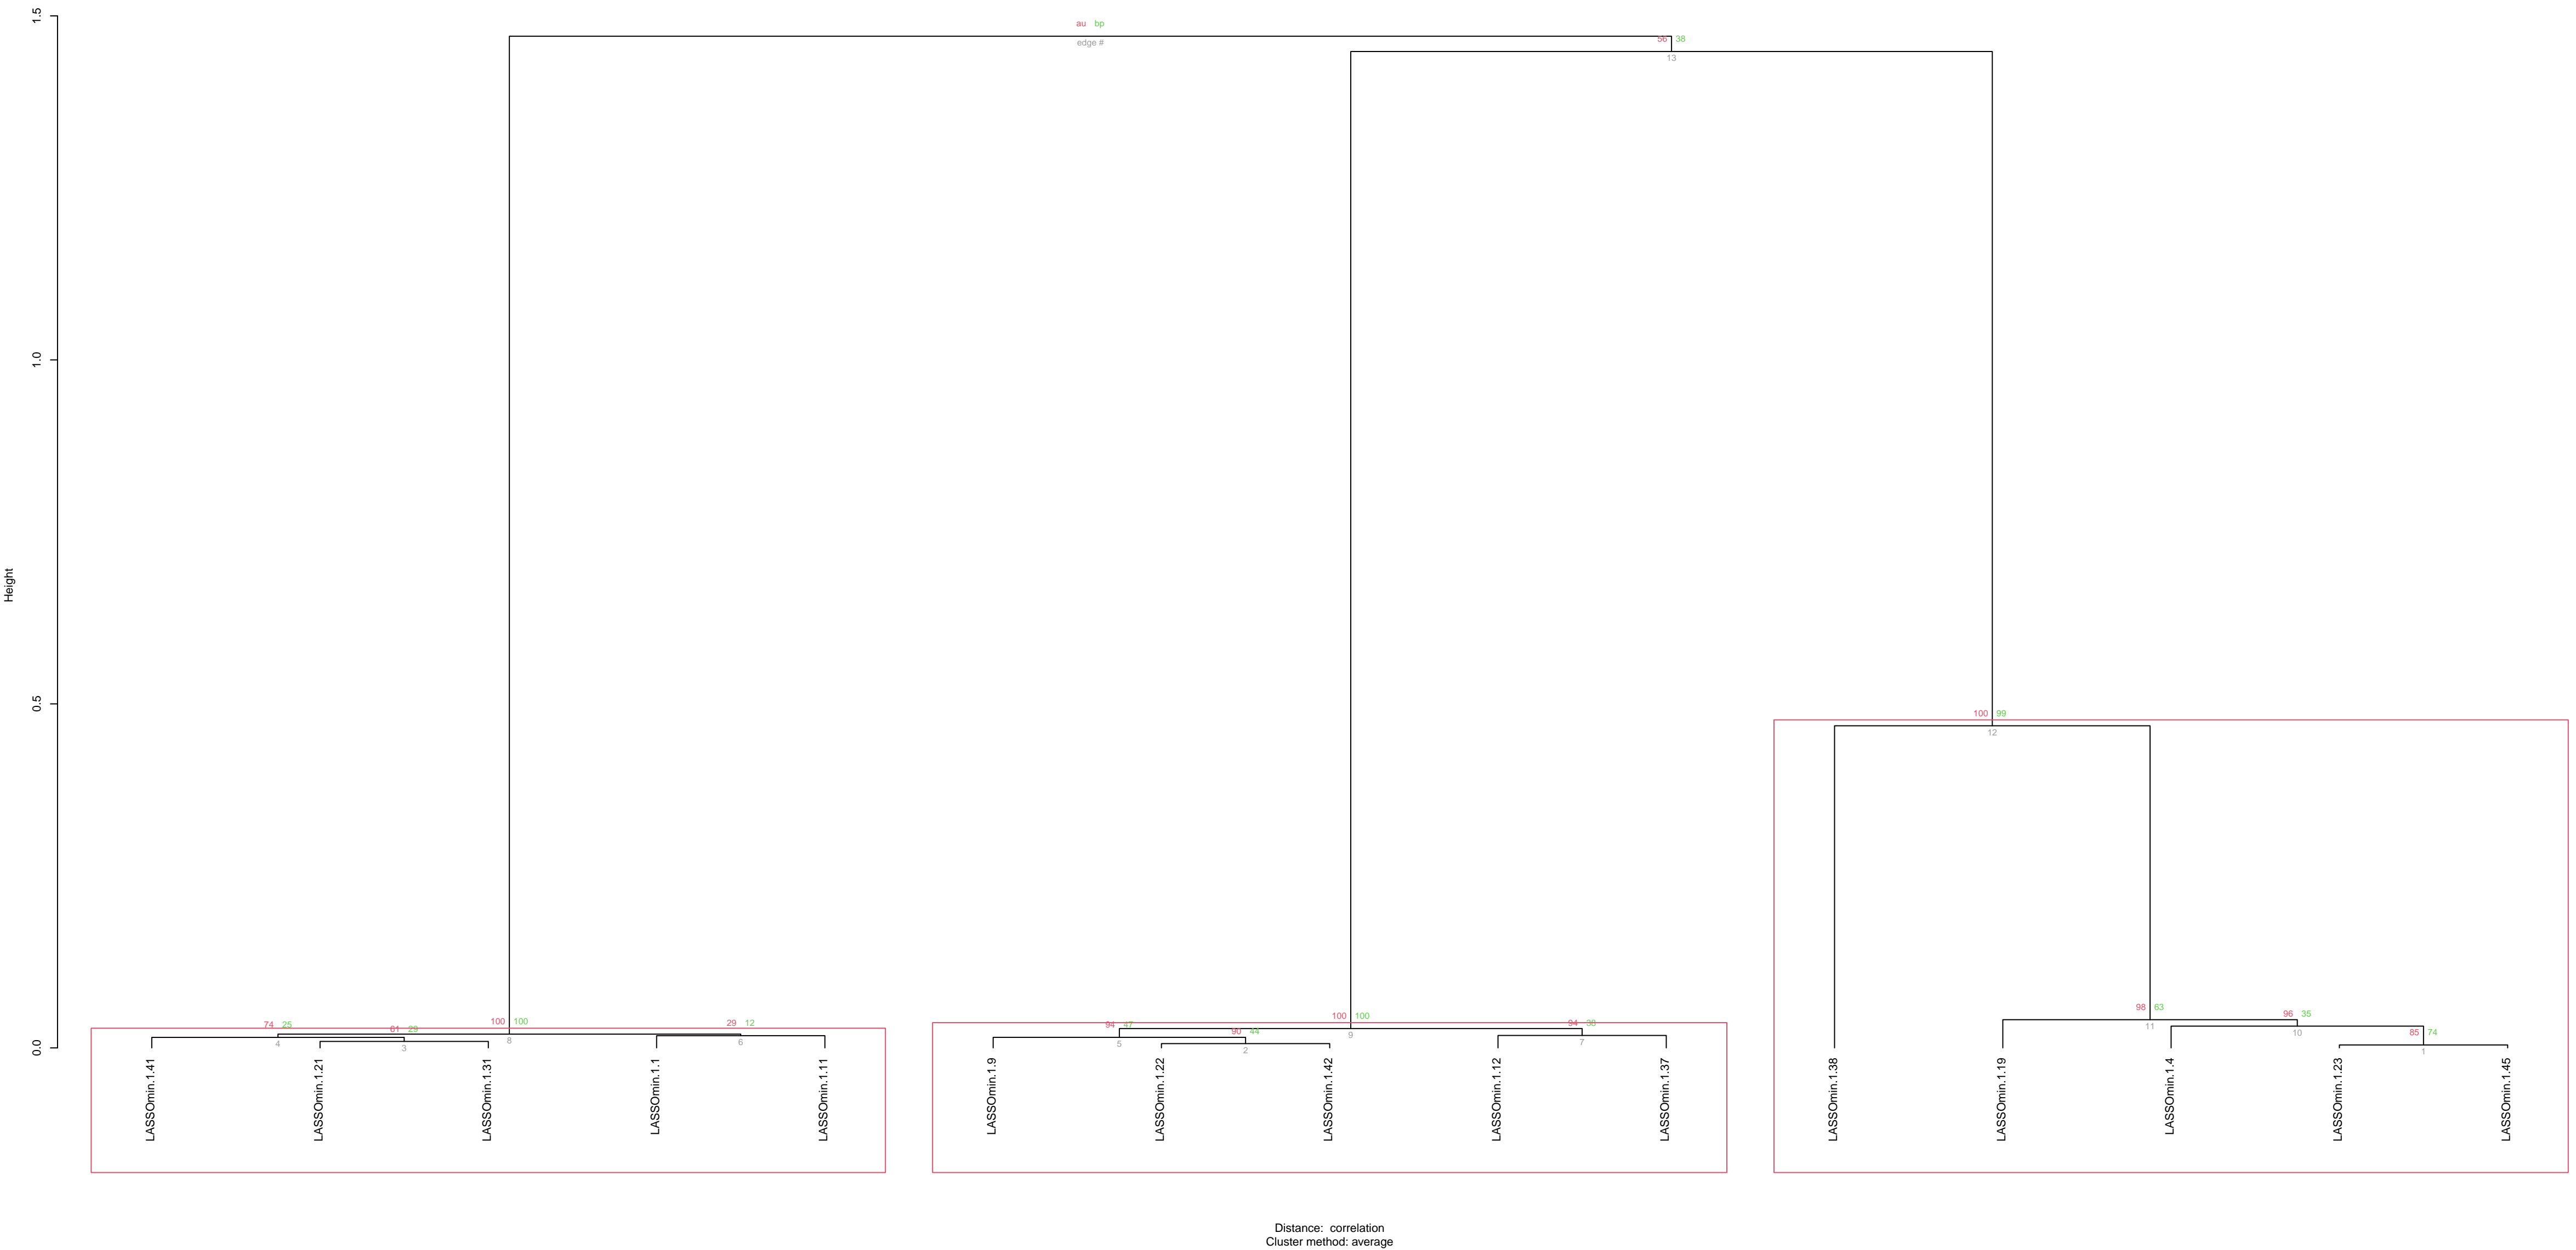 1.5
au bp
edge #
56 38
13
1.0
Height
0.5
100 99
12
98 63
11
96 35
10
85 74
1
100 100
9
94 47
5
90 44
2
94 38
7
100 100
8
74 25
4
61 29
3
29 12
6
0.0
LASSOmin.1.41
LASSOmin.1.21
LASSOmin.1.31
LASSOmin.1.1
LASSOmin.1.11
LASSOmin.1.9
LASSOmin.1.22
LASSOmin.1.42
LASSOmin.1.12
LASSOmin.1.37
LASSOmin.1.38
LASSOmin.1.19
LASSOmin.1.4
LASSOmin.1.23
LASSOmin.1.45
Distance: correlation
Cluster method: average